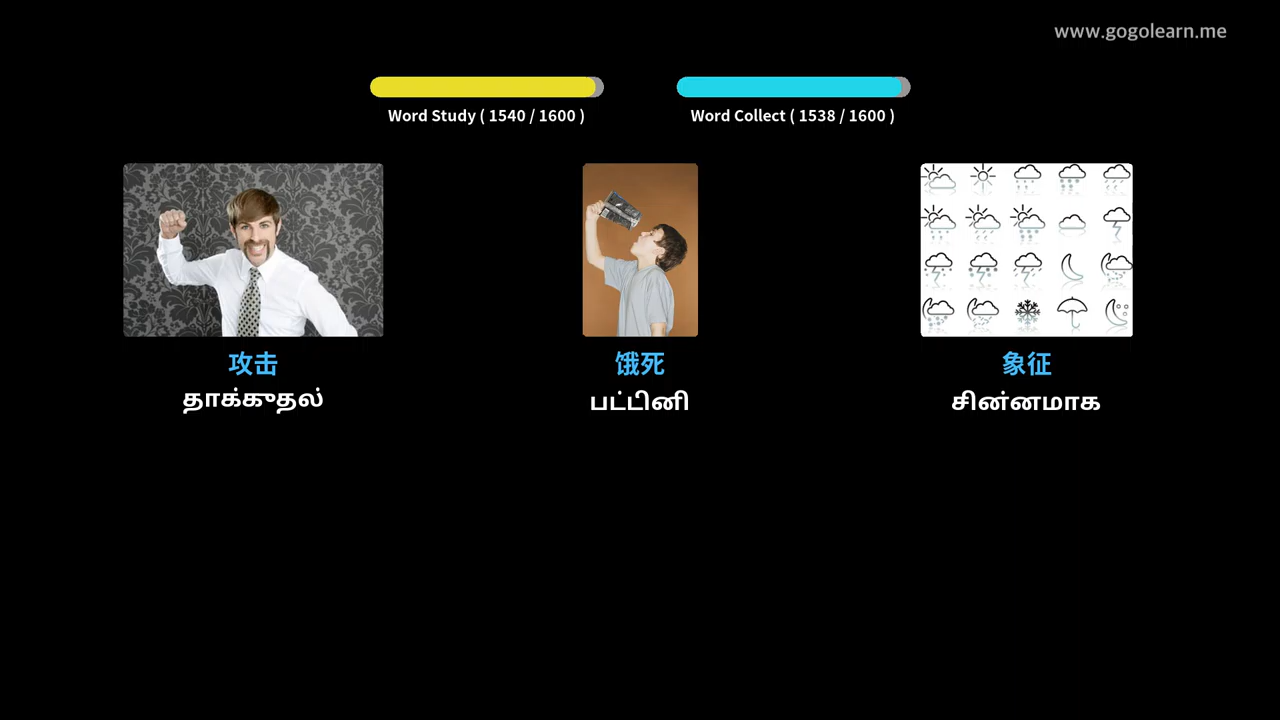 www.gogolearn.me
Word Study ( 1540 / 1600 )
Word Collect ( 1538 / 1600 )
攻击
饿死
象征
தாக்குதல்
பட்டினி
சின்னமாக